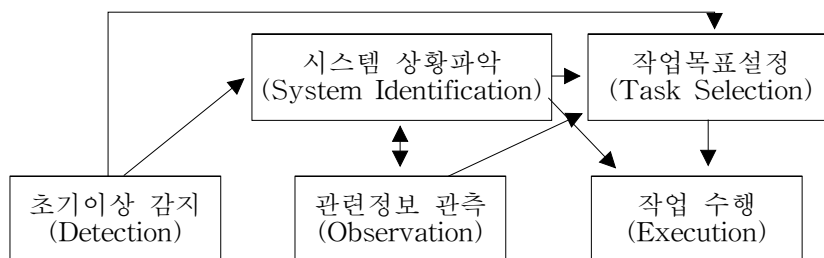 시스템 상황파악
(System Identification)
작업목표설정
(Task Selection)
초기이상 감지
(Detection)
관련정보 관측
(Observation)
작업 수행
(Execution)